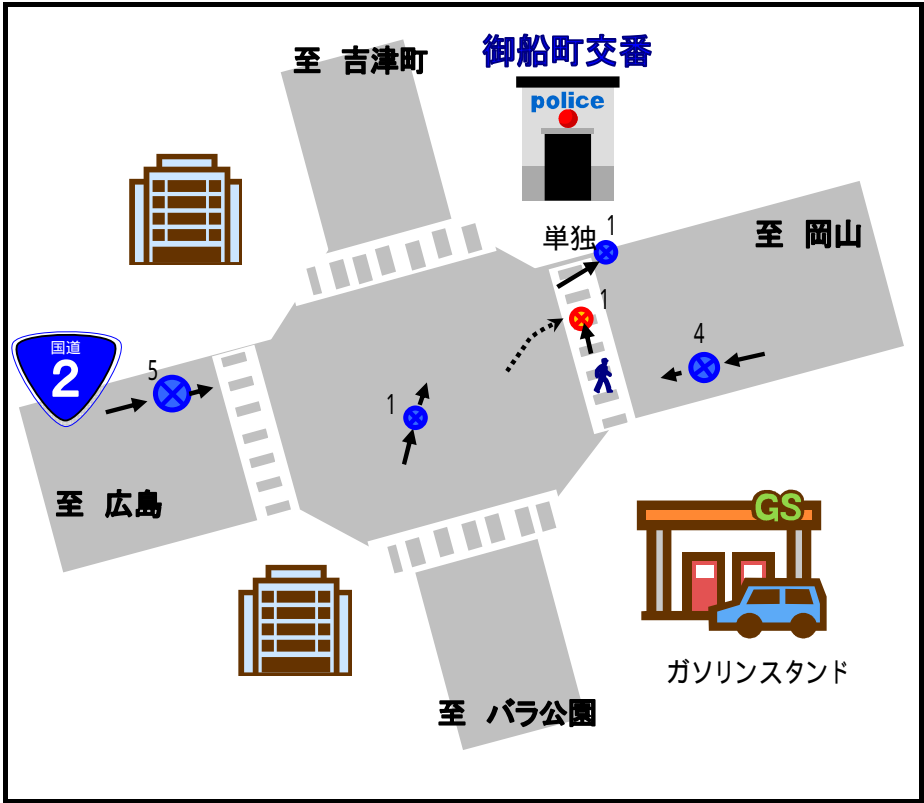 至 吉津町
御船町交番
police
単独
1
至 岡山
1
国道
2
5
4
1
至 広島
GS
ガソリンスタンド
至 バラ公園